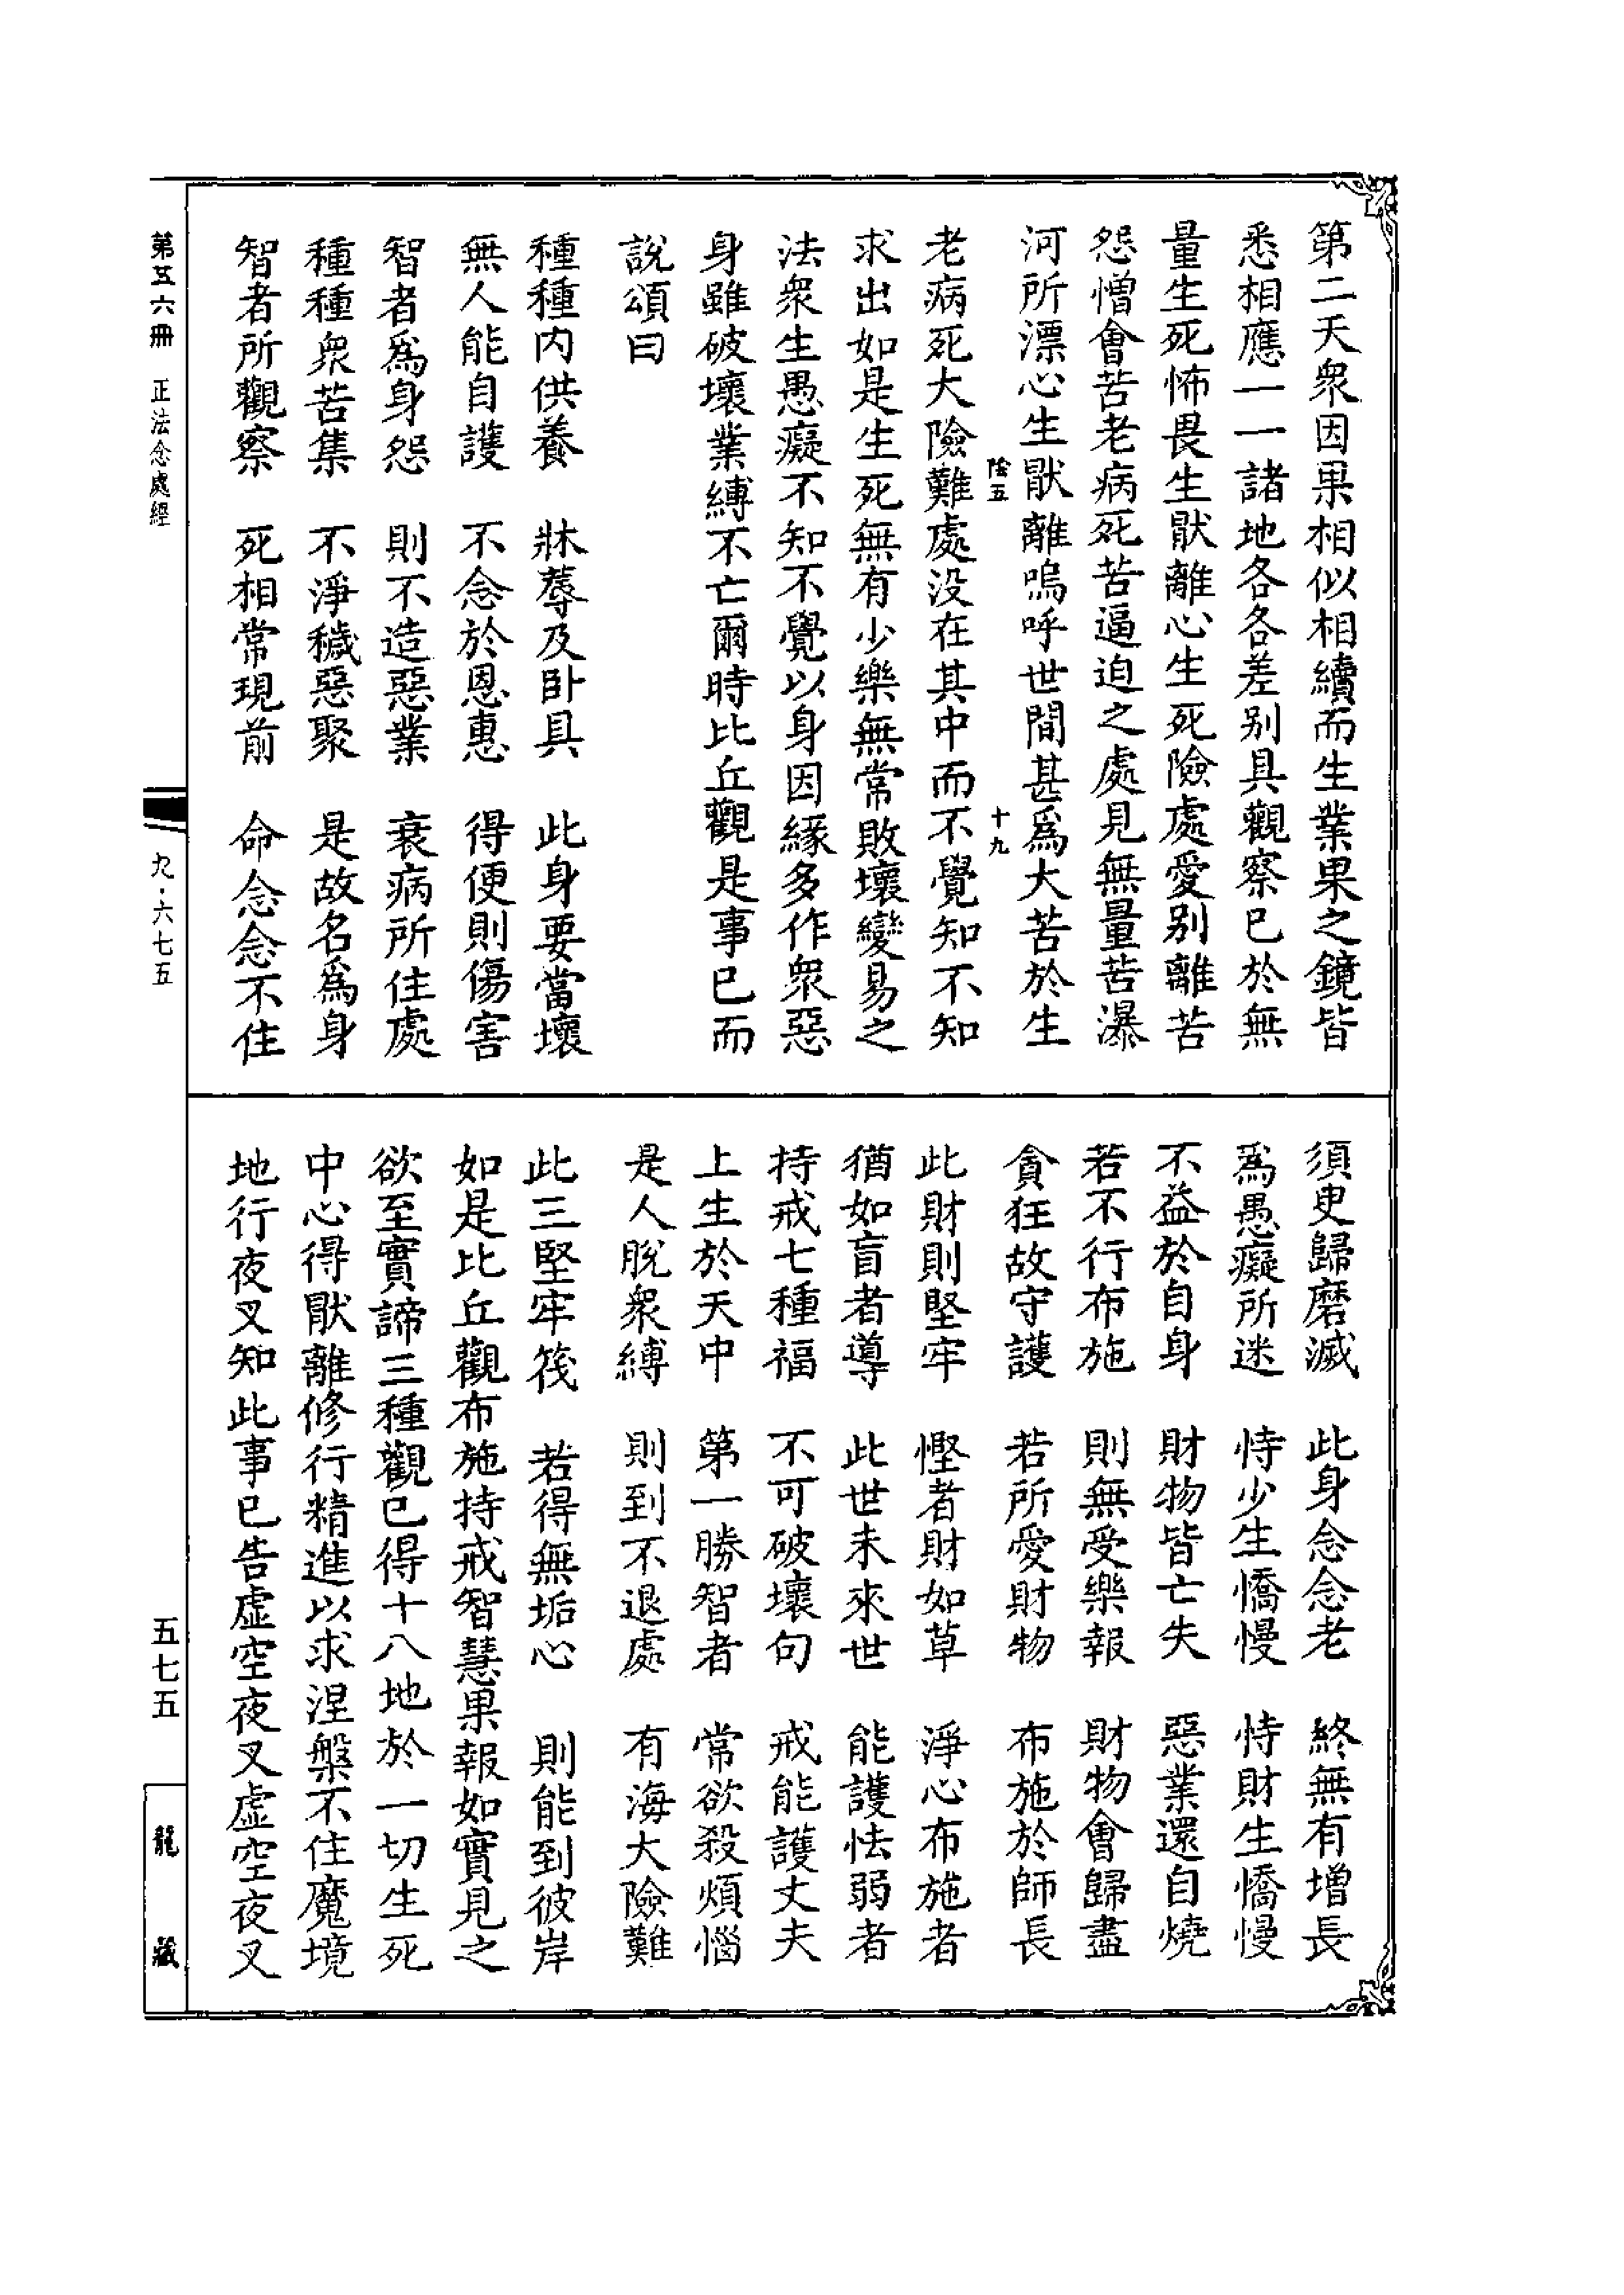 第二天衆因果相似相續而生業果之鏡皆
悉相應一一諸地各各差别具觀察已於無
量生死怖畏生猒離心生死險處愛别離苦
怨憎會苦老病死苦逼迫之處見無量苦瀑
河所漂心生猒離嗚呼世間甚爲大苦於生
陰五
十九
老病死大險難處没在其中而不覺知不知
求出如是生死無有少樂無常敗壞變易之
法衆生愚癡不知不覺以身因緣多作衆惡
身雖破壞業縛不亡爾時比丘觀是事已而
說頌曰
種種内供養　牀蓐及卧具　此身要當壞
無人能自護　不念於恩惠　得便則傷害
智者爲身怨　則不造惡業　衰病所住處
種種衆苦集　不淨穢惡聚　是故名爲身
智者所觀察　死相常現前　命念念不住
須臾歸磨滅　此身念念老　終無有增長
爲愚癡所迷　恃少生憍慢　恃財生憍慢
不益於自身　財物皆亡失　惡業還自燒
若不行布施　則無受樂報　財物會歸盡
貪狂故守護　若所愛財物　布施於師長
此財則堅牢　慳者財如草　淨心布施者
猶如盲者導　此世未來世　能護怯弱者
持戒七種福　不可破壞句　戒能護丈夫
上生於天中　第一勝智者　常欲殺煩惱
是人脫衆縛　則到不退處　有海大險難
此三堅牢筏　若得無垢心　則能到彼岸
如是比丘觀布施持戒智慧果報如實見之
欲至實諦三種觀已得十八地於一切生死
中心得猒離修行精進以求涅槃不住魔境
地行夜叉知此事已告虚空夜叉虚空夜叉
第五六冊　正法念處經
九·六七五
五七五
龍藏